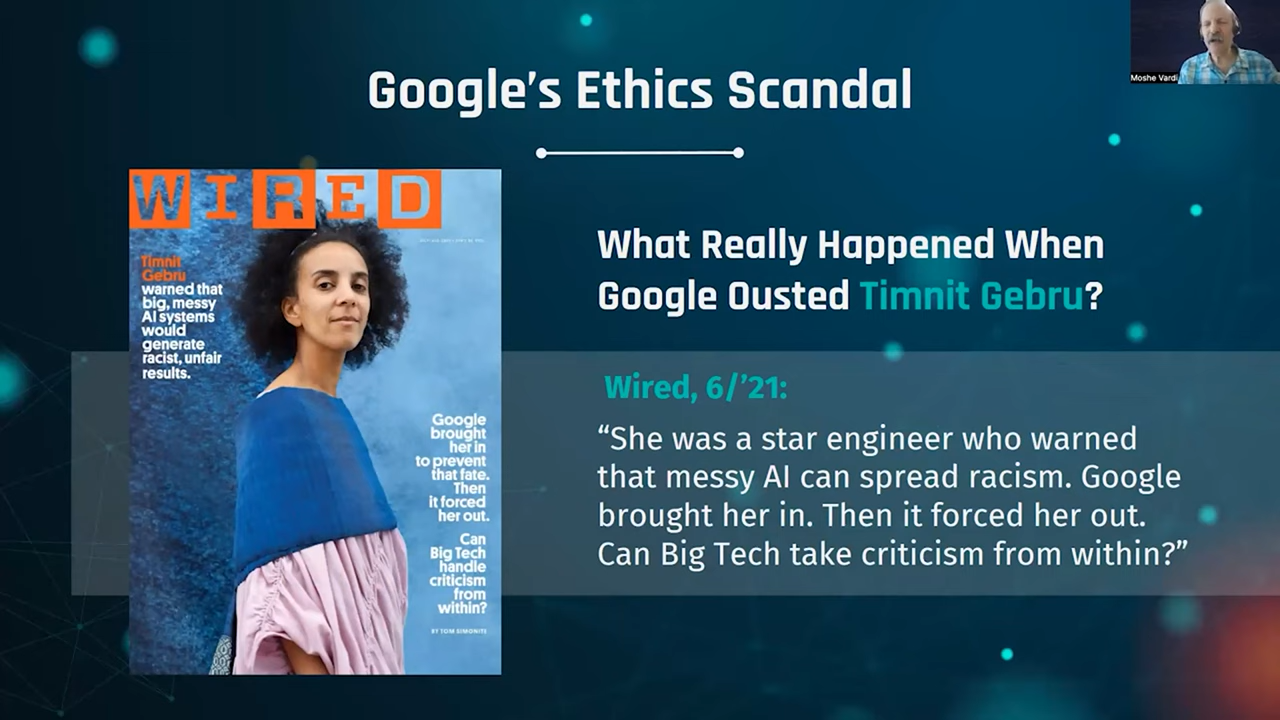 Google's Ethics Scandal
Moshe Vardi
WIRED
Timnit
Gebru
warned that
big, messy
AI systems
would
generate
racist, unfair
results.
Google
brought
her in
to prevent
that fate.
Then
it forced
her out.
Can
Big Tech
handle
criticism
from
within?
BY TOM SIMONITE
What Really Happened When
Google Ousted Timnit Gebru?
Wired, 6/'21:
“She was a star engineer who warned
that messy AI can spread racism. Google
brought her in. Then it forced her out.
Can Big Tech take criticism from within?”